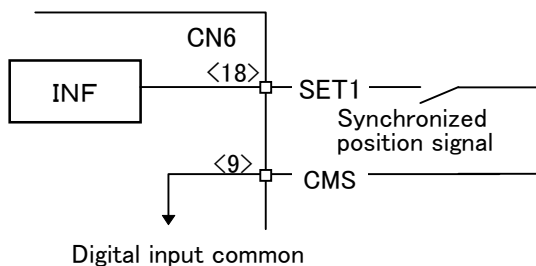 CN6
INF
<18>
SET1
Synchronized
position signal
<9>
CMS
Digital input common